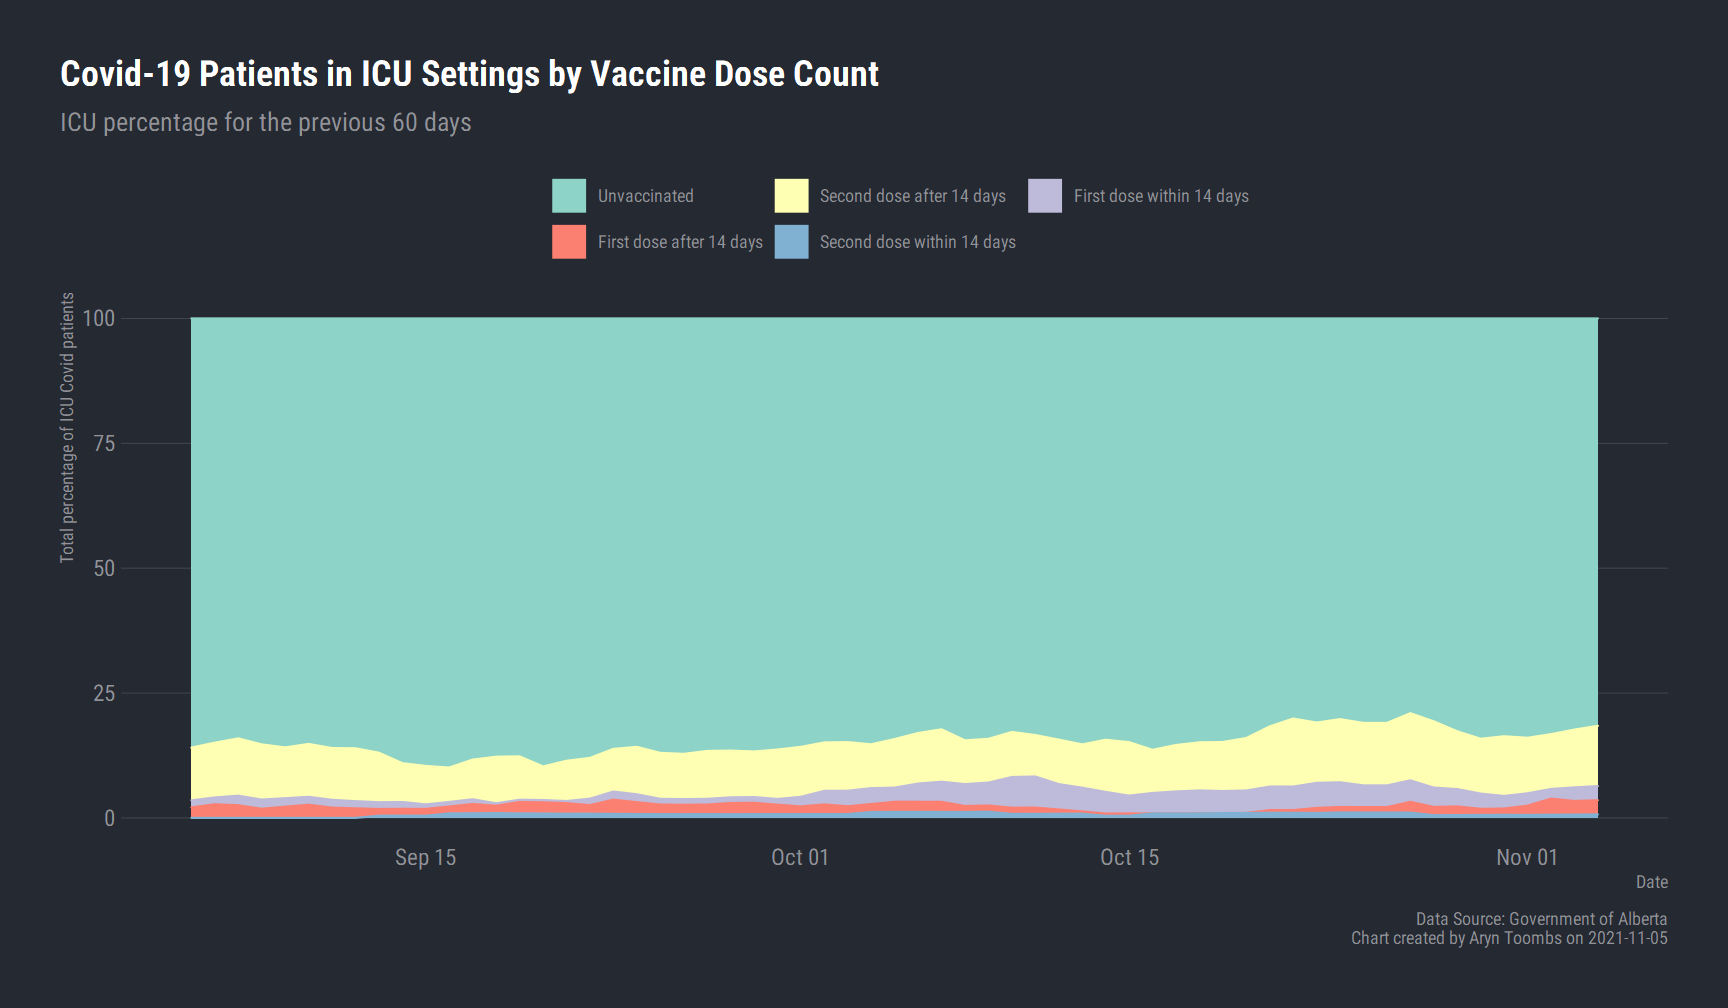 Covid-19 Patients in ICU Settings by Vaccine Dose Count
ICU percentage for the previous 60 days
Unvaccinated
Second dose after 14 days
First dose within 14 days
First dose after 14 days
Second dose within 14 days
Total percentage of ICU Covid patients
100
75
50
25
0
Sep 15
Oct 01
Oct 15
Nov 01
Date
Data Source: Government of Alberta
Chart created by Aryn Toombs on 2021-11-05